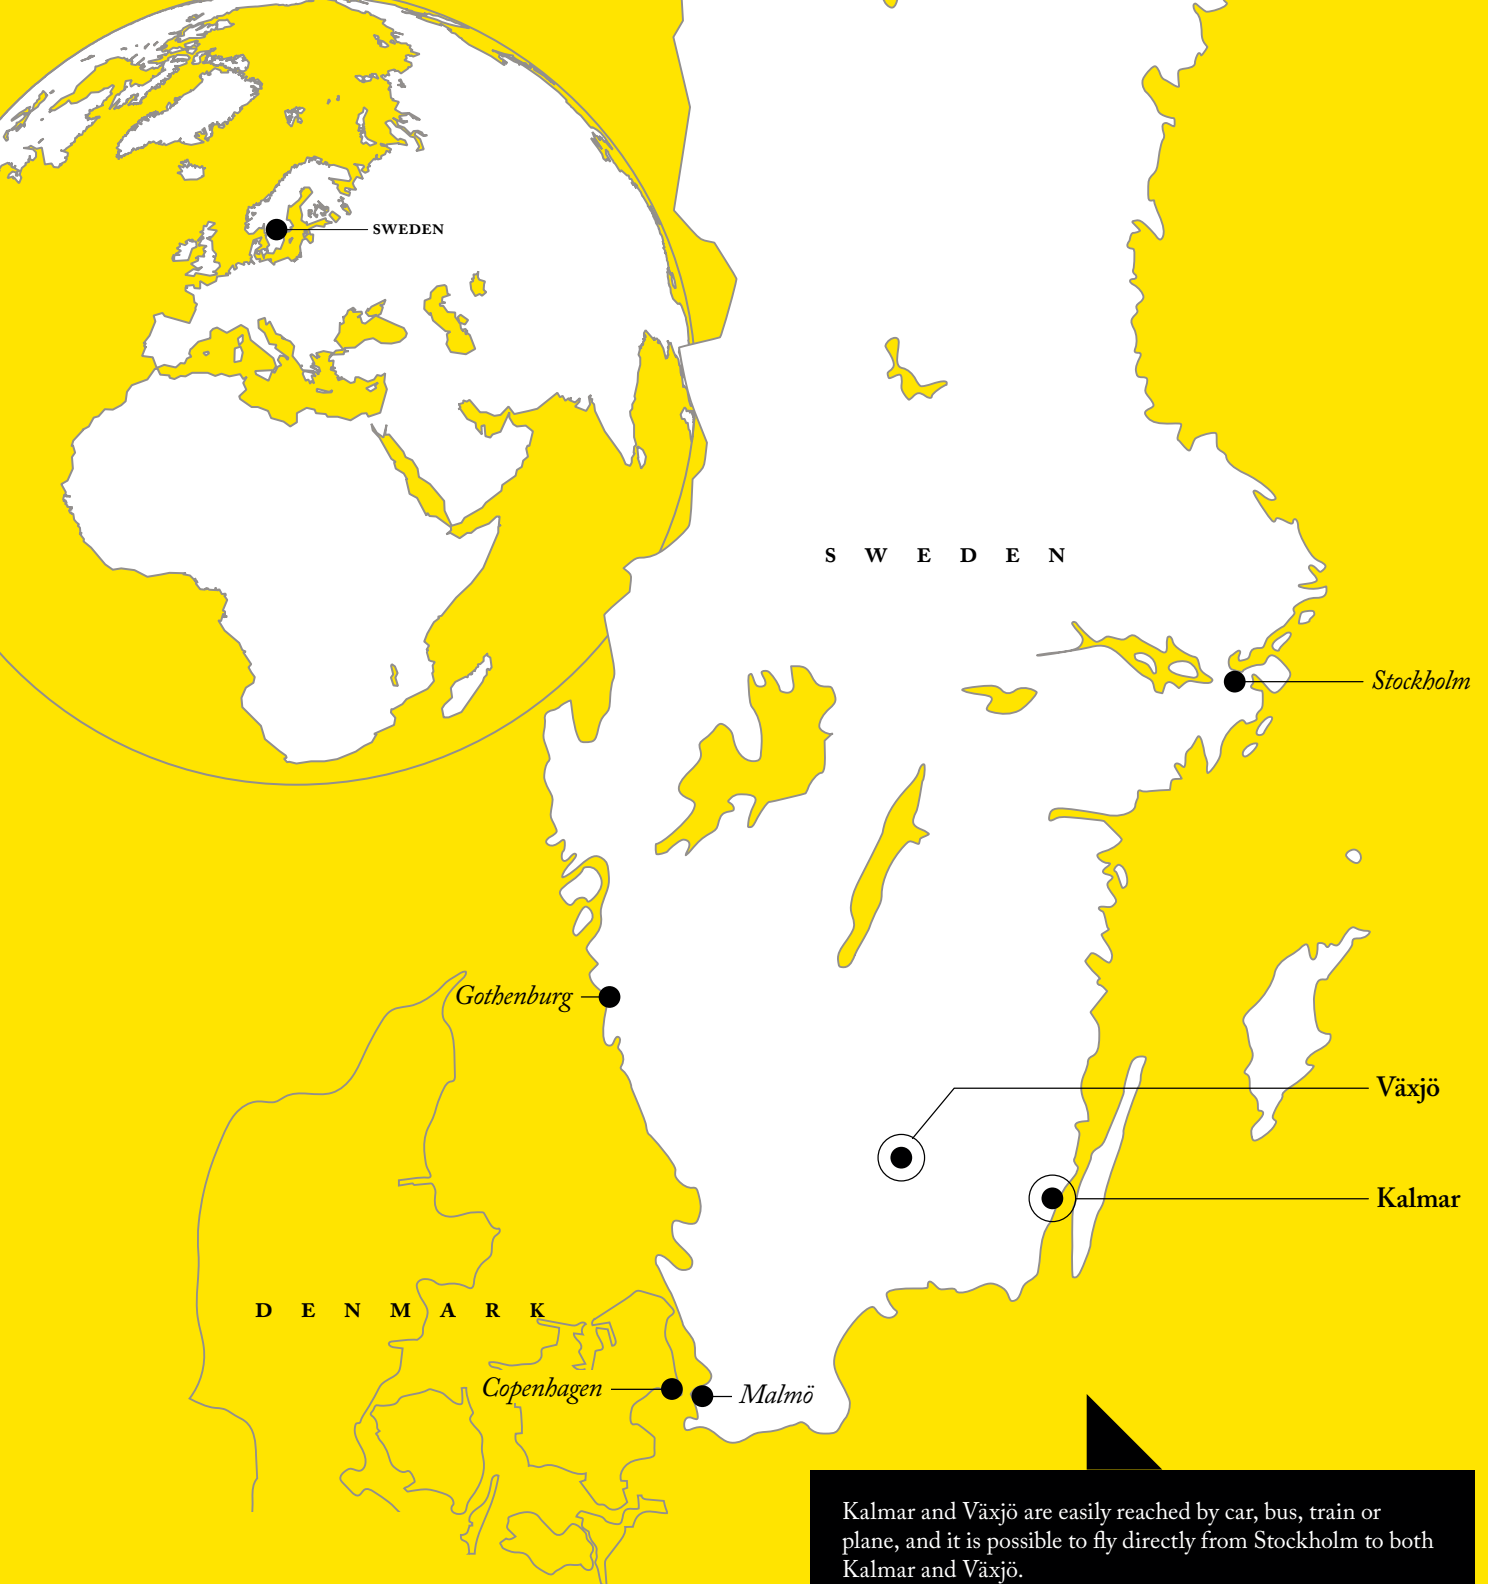 SWEDEN
S W E D E N
Stockholm
Gothenburg
Växjö
Kalmar
D E N M A R K
Copenhagen
Malmö
Kalmar and Växjö are easily reached by car, bus, train or
plane, and it is possible to fly directly from Stockholm to both
Kalmar and Växjö.